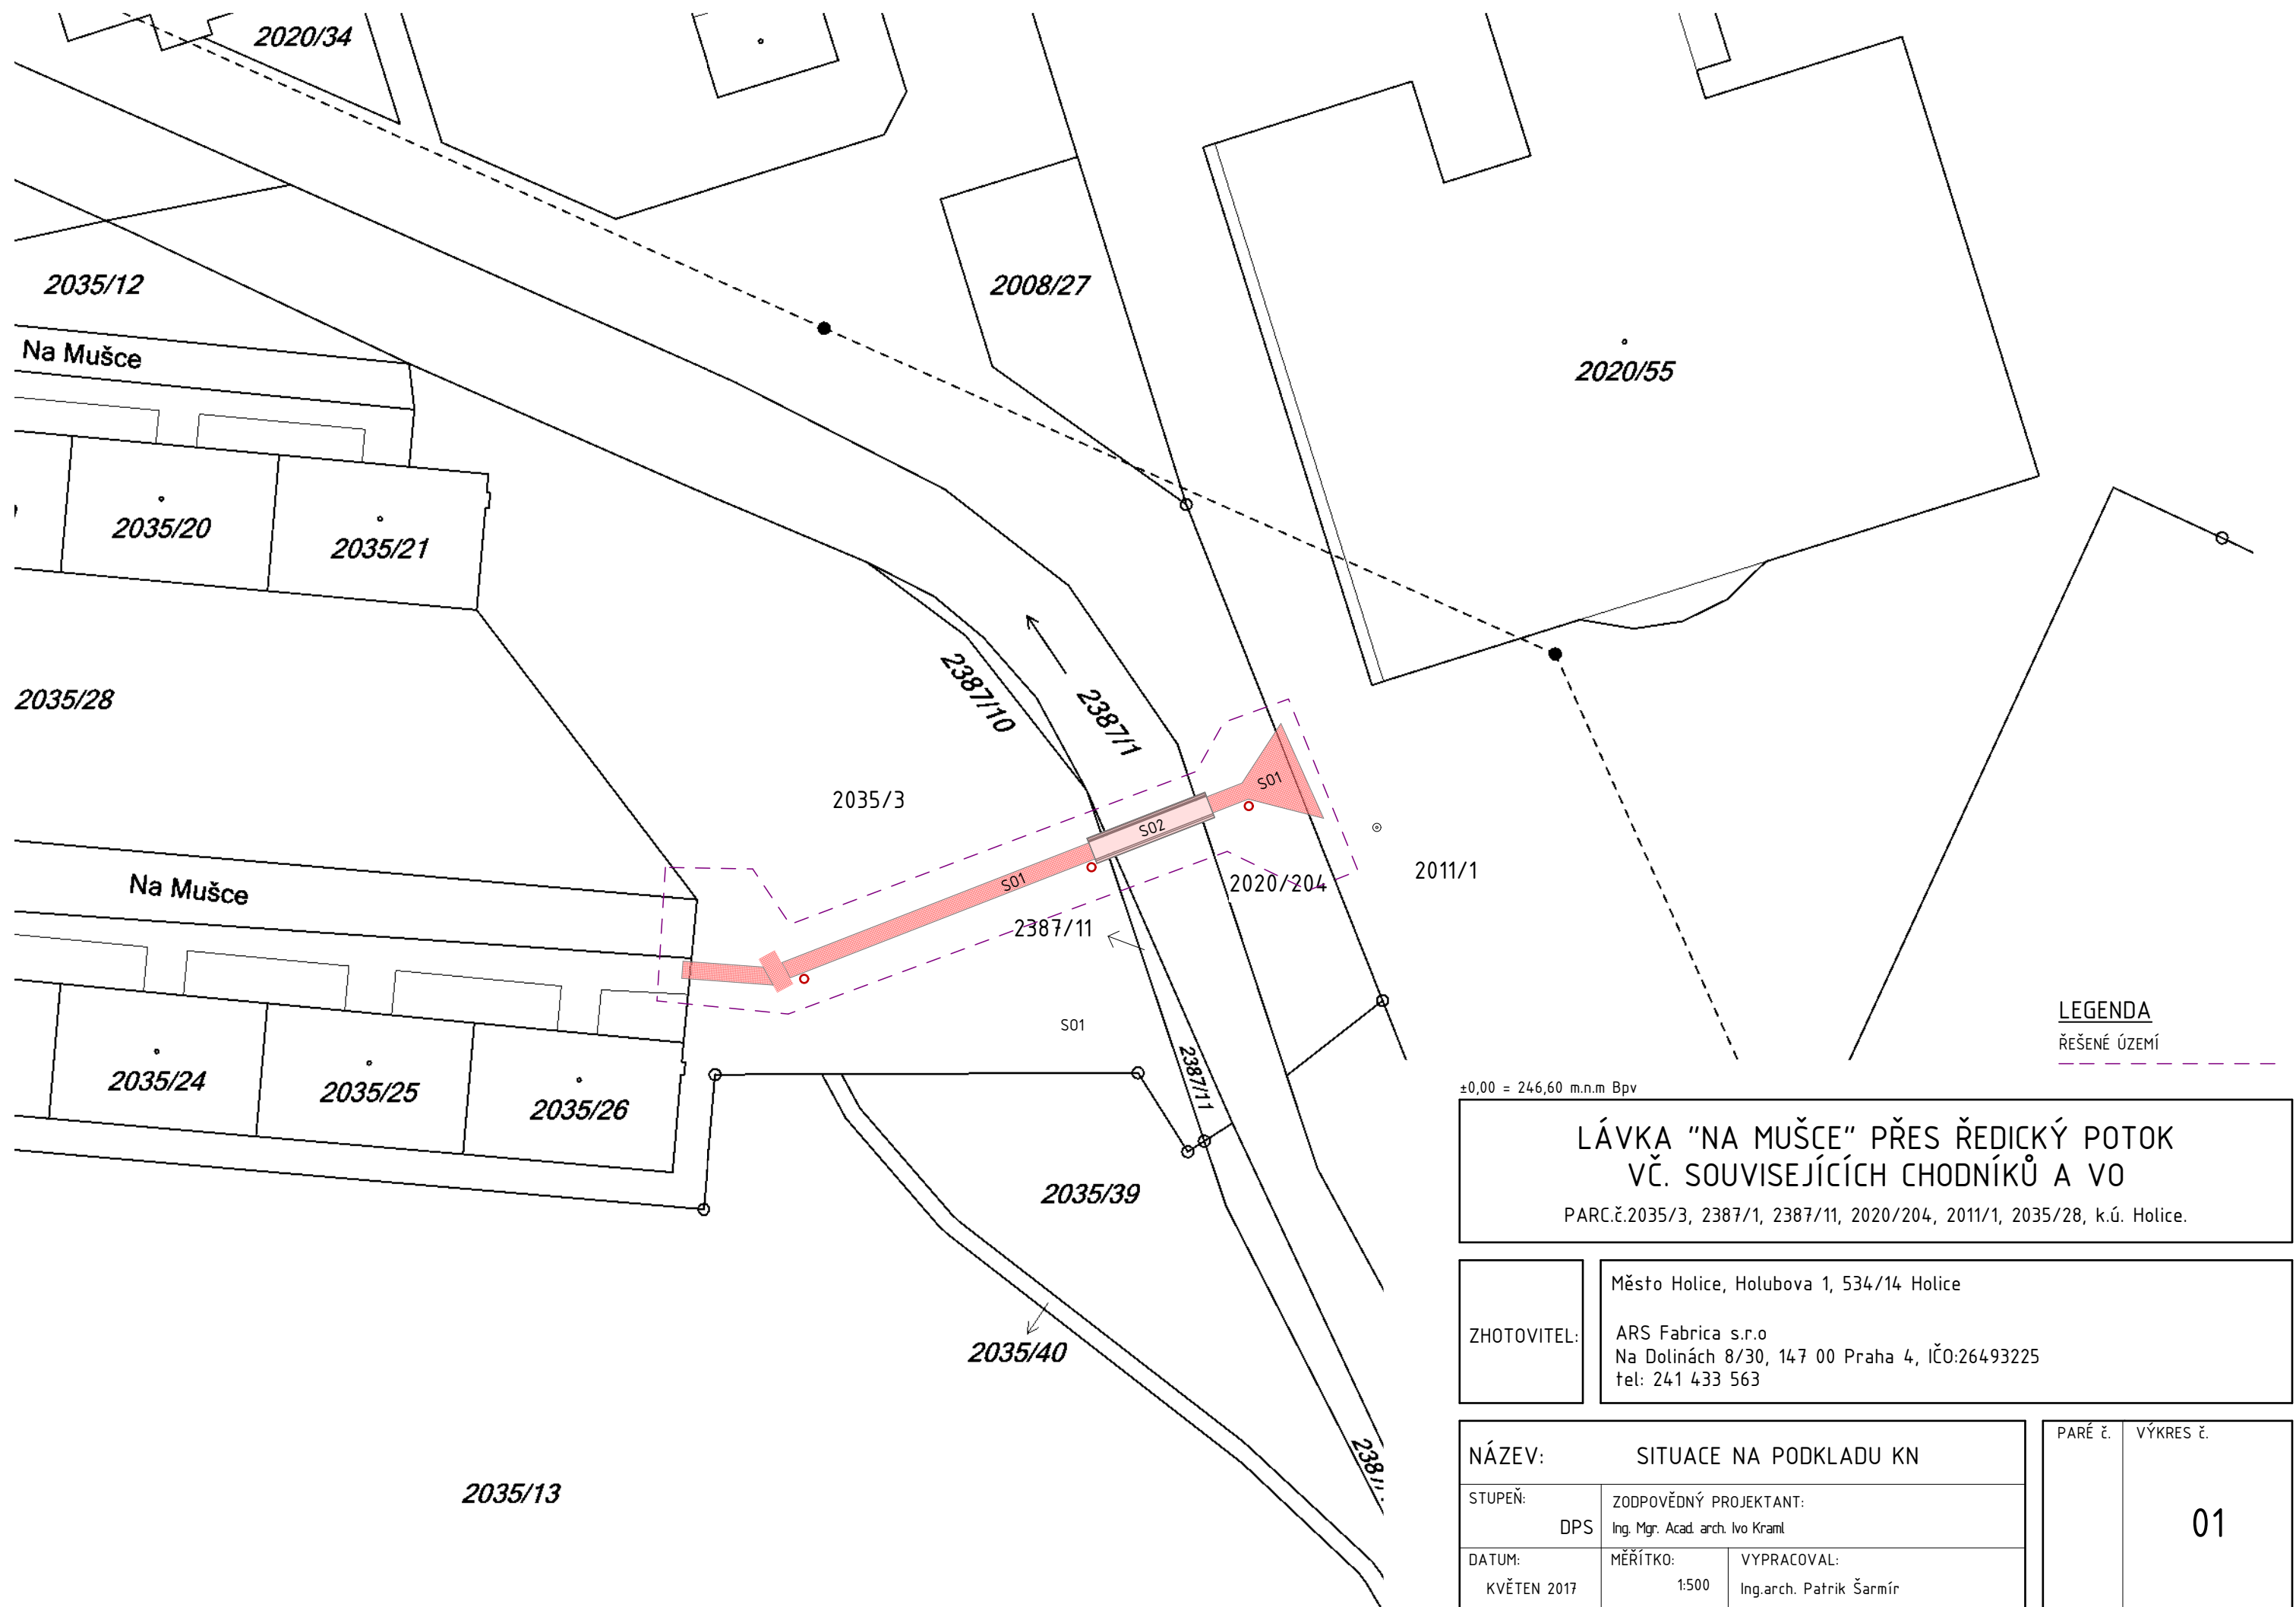 2020/34
2035/12
2008/27
Na Mušce
2020/55
2035/20
2035/21
2387/10
2387/1
2035/28
2035/3
S01
S02
S01
2011/1
2020/204
Na Mušce
2387/11
S01
2387/11
2035/24
2035/25
2035/26
2035/39
2035/40
2035/13
LEGENDA
ŘEŠENÉ ÚZEMÍ
±0,00 = 246,60 m.n.m Bpv
LÁVKA "NA MUŠCE" PŘES ŘEDICKÝ POTOK
VČ. SOUVISEJÍCÍCH CHODNÍKŮ A VO
PARC.č.2035/3, 2387/1, 2387/11, 2020/204, 2011/1, 2035/28, k.ú. Holice.
Město Holice, Holubova 1, 534/14 Holice
ZHOTOVITEL:
ARS Fabrica s.r.o
Na Dolinách 8/30, 147 00 Praha 4, IČO:26493225
tel: 241 433 563
NÁZEV: SITUACE NA PODKLADU KN
STUPEŇ:
DPS
ZODPOVĚDNÝ PROJEKTANT:
Ing. Mgr. Acad. arch. Ivo Kraml
DATUM:
KVĚTEN 2017
MĚŘÍTKO:
1:500
VYPRACOVAL:
Ing.arch. Patrik Šarmír
PARÉ č.
VÝKRES č.
01